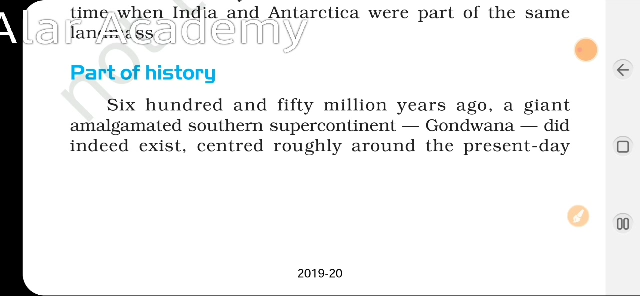 time when India and Antarctica were part of the same
landmass
Alar Academy
Part of history
Six hundred and fifty million years ago, a giant
amalgamated southern supercontinent — Gondwana — did
indeed exist, centred roughly around the present-day
2019-20